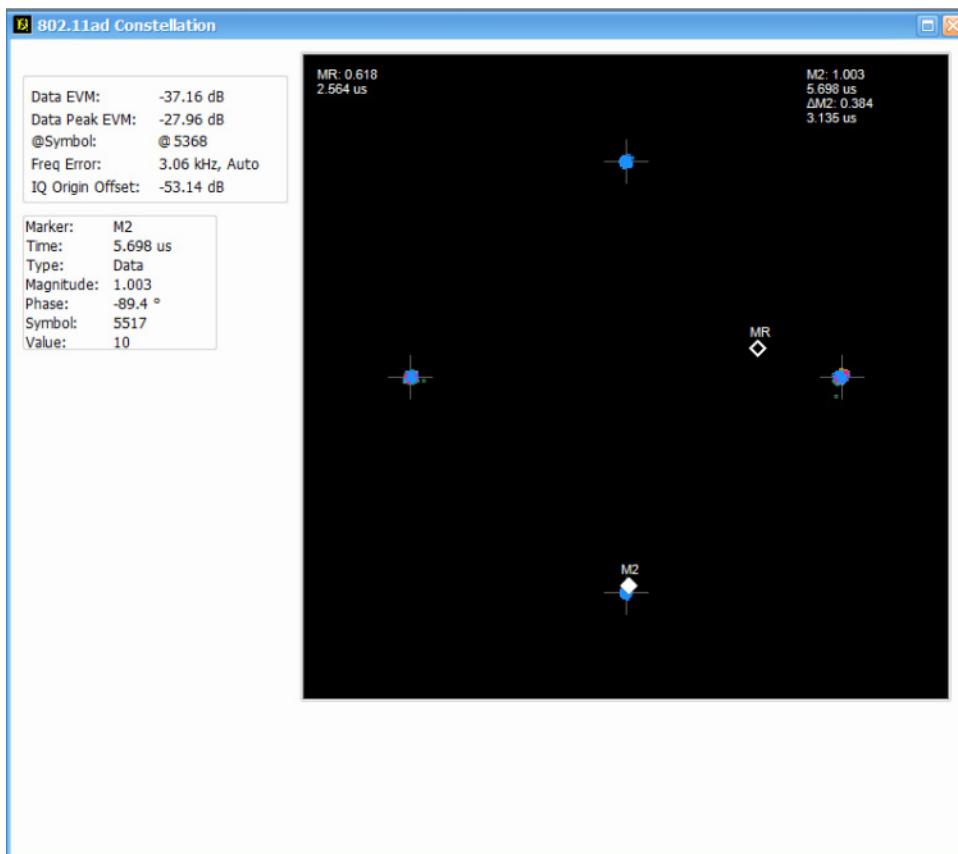 802.11ad Constellation
Data EVM: -37.16 dB
Data Peak EVM: -27.96 dB
@Symbol: @ 5368
Freq Error: 3.06 kHz, Auto
IQ Origin Offset: -53.14 dB
Marker: M2
Time: 5.698 us
Type: Data
Magnitude: 1.003
Phase: -89.4 °
Symbol: 5517
Value: 10
MR: 0.618
2.564 us
M2: 1.003
5.698 us
ΔM2: 0.384
3.135 us
MR
M2